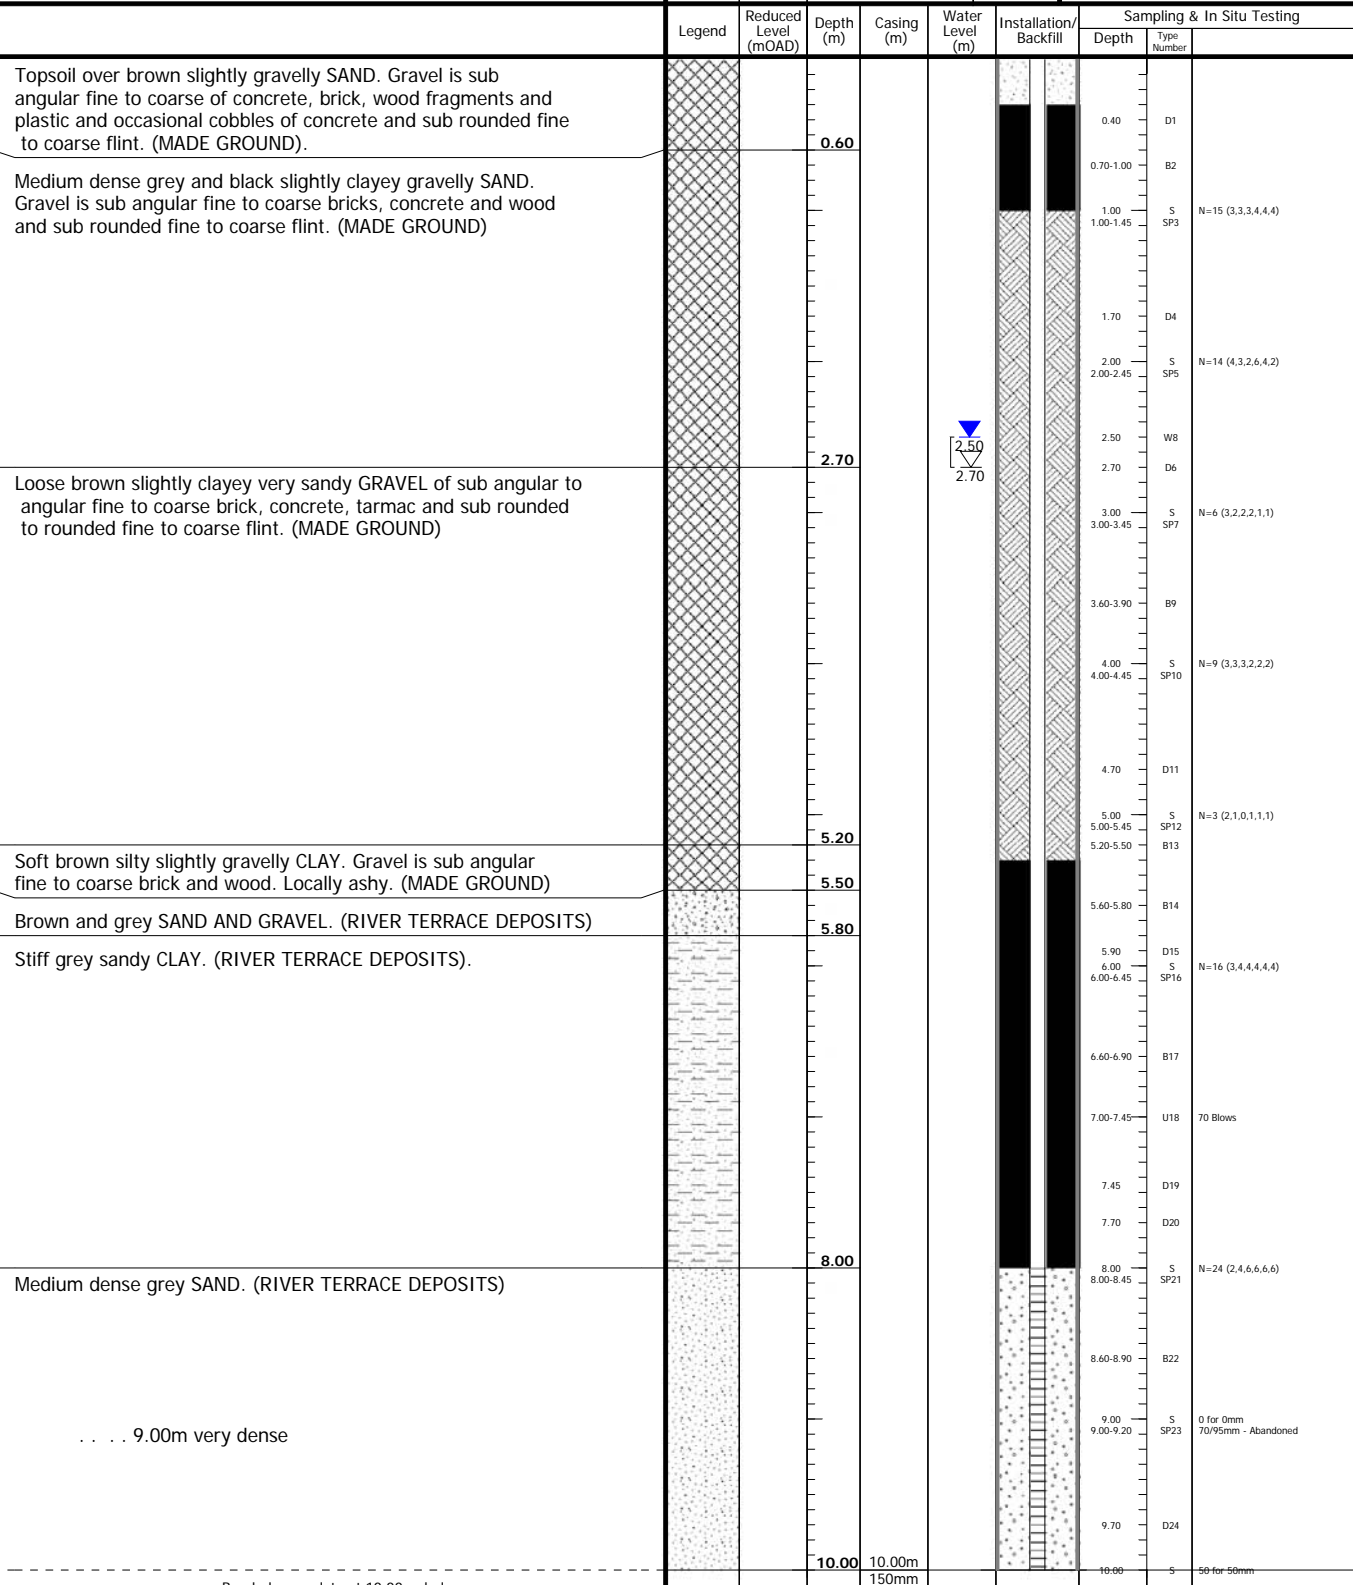 Legend
Reduced
Level
(mOAD)
Depth
(m)
Casing
(m)
Water
Level
(m)
Installation/
Backfill
Sampling & In Situ Testing
Depth
Type
Number
Topsoil over brown slightly gravelly SAND. Gravel is sub
angular fine to coarse of concrete, brick, wood fragments and
plastic and occasional cobbles of concrete and sub rounded fine
to coarse flint. (MADE GROUND).
0.60
Medium dense grey and black slightly clayey gravelly SAND.
Gravel is sub angular fine to coarse bricks, concrete and wood
and sub rounded fine to coarse flint. (MADE GROUND)
2.70
Loose brown slightly clayey very sandy GRAVEL of sub angular to
angular fine to coarse brick, concrete, tarmac and sub rounded
to rounded fine to coarse flint. (MADE GROUND)
5.20
Soft brown silty slightly gravelly CLAY. Gravel is sub angular
fine to coarse brick and wood. Locally ashy. (MADE GROUND)
5.50
Brown and grey SAND AND GRAVEL. (RIVER TERRACE DEPOSITS)
5.80
Stiff grey sandy CLAY. (RIVER TERRACE DEPOSITS).
8.00
Medium dense grey SAND. (RIVER TERRACE DEPOSITS)
. . . . 9.00m very dense
10.00
10.00m
150mm
2.50
2.70
0.40 D1
0.70-1.00 B2
1.00 S N=15 (3,3,3,4,4,4)
1.00-1.45 SP3
1.70 D4
2.00 S N=14 (4,3,2,6,4,2)
2.00-2.45 SP5
2.50 W8
2.70 D6
3.00 S N=6 (3,2,2,2,1,1)
3.00-3.45 SP7
3.60-3.90 B9
4.00 S N=9 (3,3,3,2,2,2)
4.00-4.45 SP10
4.70 D11
5.00 S N=3 (2,1,0,1,1,1)
5.00-5.45 SP12
5.20-5.50 B13
5.60-5.80 B14
5.90 D15
6.00 S N=16 (3,4,4,4,4,4)
6.00-6.45 SP16
6.60-6.90 B17
7.00-7.45 U18 70 Blows
7.45 D19
7.70 D20
8.00 S N=24 (2,4,6,6,6,6)
8.00-8.45 SP21
8.60-8.90 B22
9.00 S 0 for 0mm
9.00-9.20 SP23 70/95mm - Abandoned
9.70 D24
10.00 S 50 for 50mm